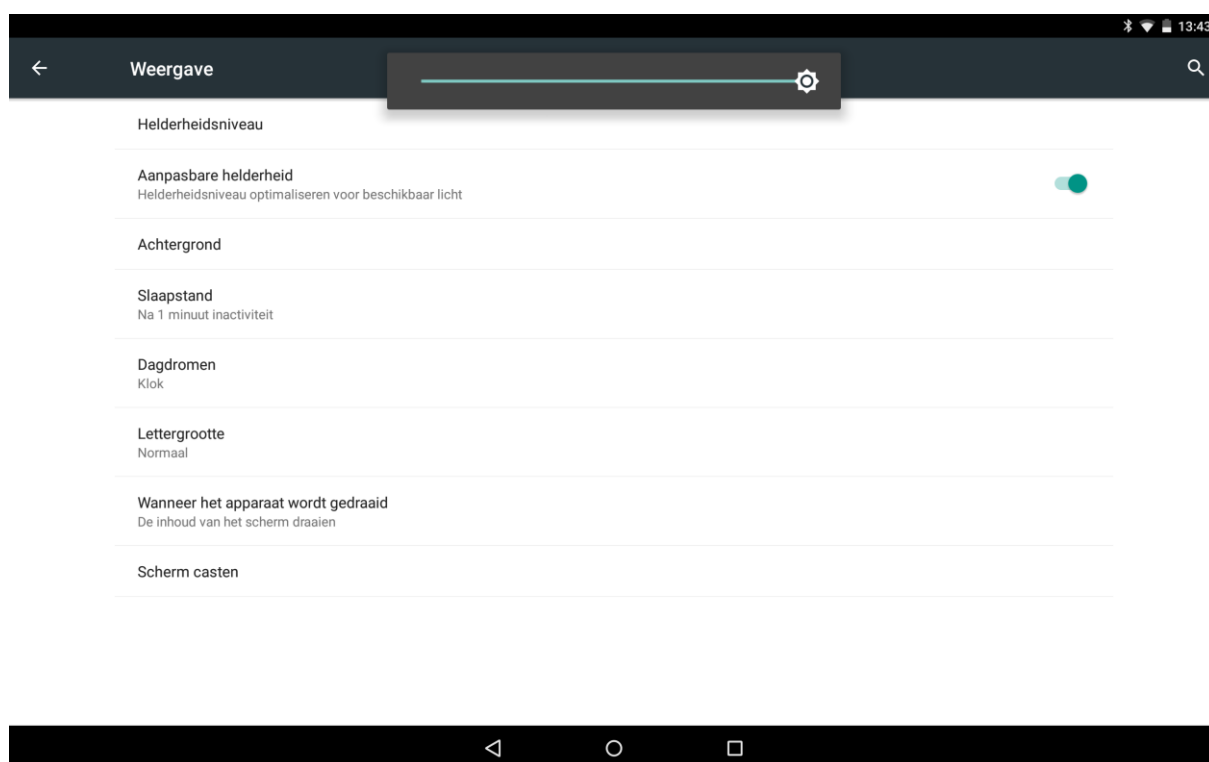 13:43
Weergave
Helderheidsniveau
Aanpasbare helderheid
Helderheidsniveau optimaliseren voor beschikbaar licht
Achtergrond
Slaapstand
Na 1 minuut inactiviteit
Dagdromen
Klok
Lettergrootte
Normaal
Wanneer het apparaat wordt gedraaid
De inhoud van het scherm draaien
Scherm casten